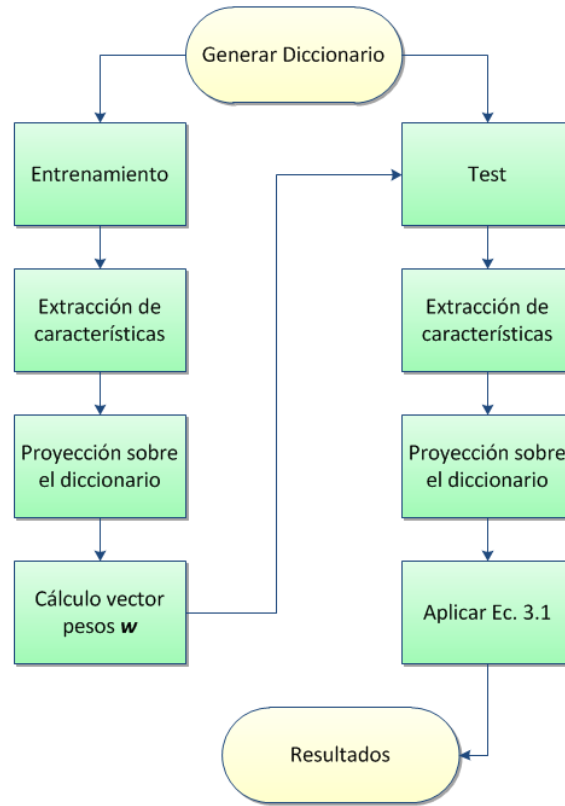 Generar Diccionario
Entrenamiento
Extracción de
características
Proyección sobre
el diccionario
Cálculo vector
pesos w
Test
Extracción de
características
Proyección sobre
el diccionario
Aplicar Ec. 3.1
Resultados